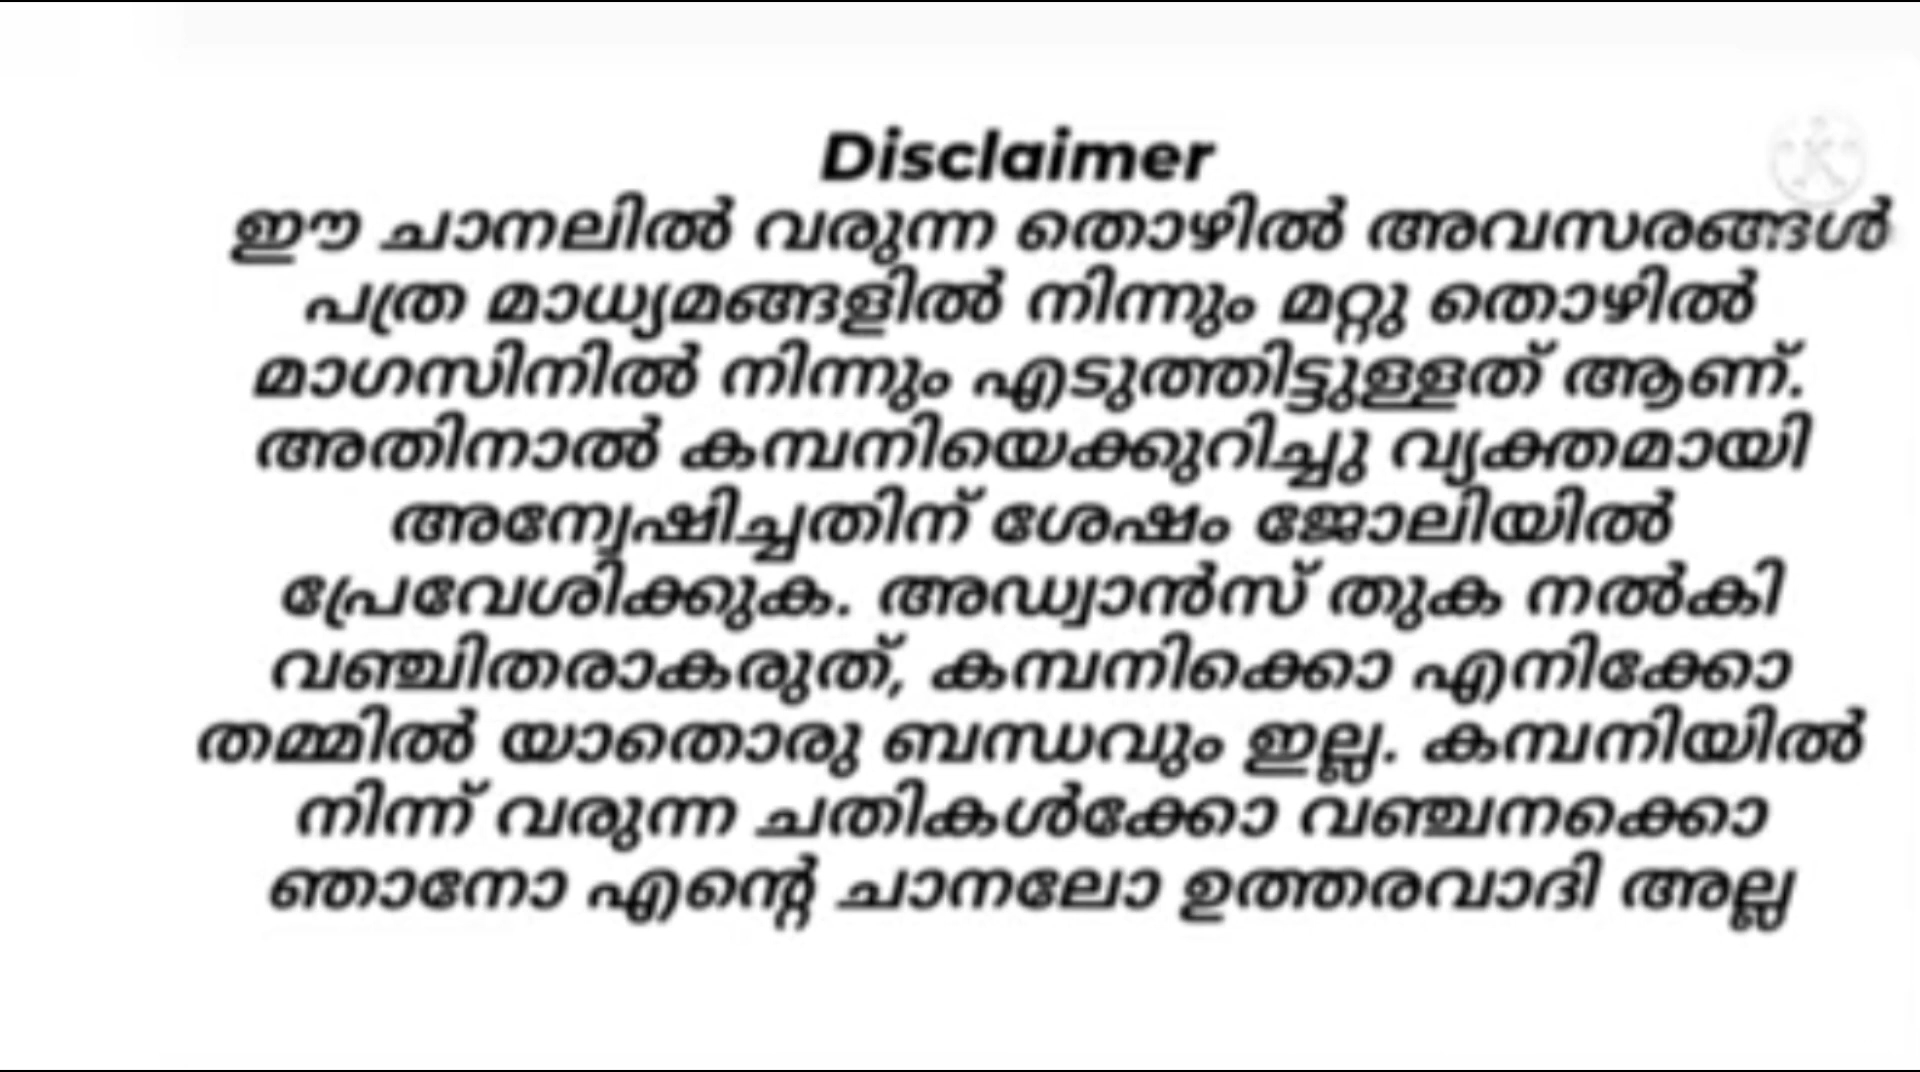 Disclaimer
ഈ ചാനലിൽ വരുന്ന തൊഴിൽ അവസരങ്ങൾ
പത്ര മാധ്യമങ്ങളിൽ നിന്നും മറ്റു തൊഴിൽ
മാഗസിനിൽ നിന്നും എടുത്തിട്ടുള്ളത് ആണ്.
അതിനാൽ കമ്പനിയെക്കുറിച്ചു വ്യക്തമായി
അന്വേഷിച്ചതിന് ശേഷം ജോലിയിൽ
പ്രേവേശിക്കുക. അഡ്വാൻസ് തുക നൽകി
വഞ്ചിതരാകരുത്, കമ്പനിക്കൊ എനിക്കോ
തമ്മിൽ യാതൊരു ബന്ധവും ഇല്ല. കമ്പനിയിൽ
നിന്ന് വരുന്ന ചതികൾക്കോ വഞ്ചനക്കൊ
ഞാനോ എന്റെ ചാനലോ ഉത്തരവാദി അല്ല